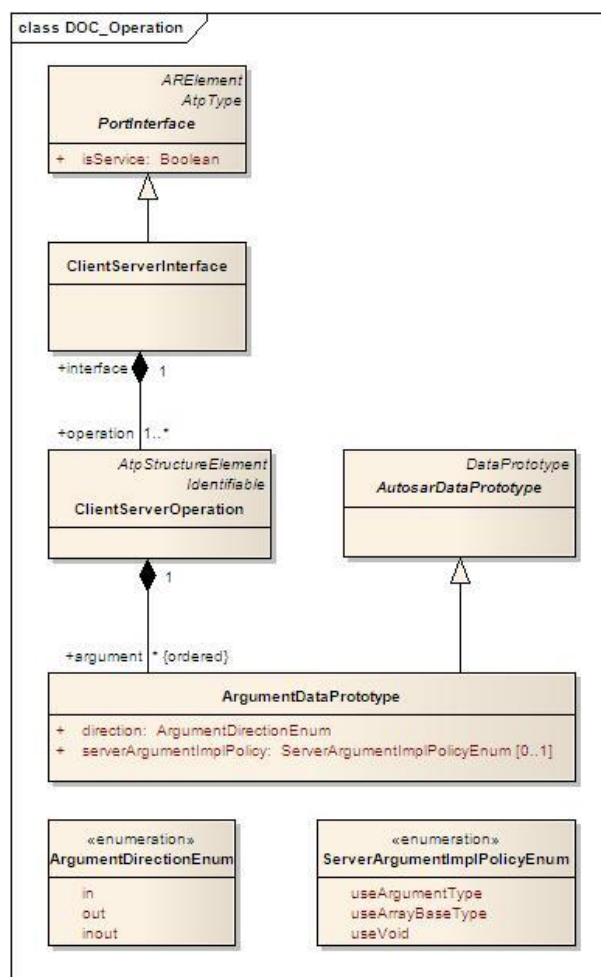 class DOC_Operation
ARElement
AtpType
PortInterface
+ isService: Boolean
ClientServerInterface
+interface 1
+operation 1..*
AtpStructureElement
Identifiable
ClientServerOperation
DataPrototype
AutosarDataPrototype
1
+argument * {ordered}
ArgumentDataPrototype
+ direction: ArgumentDirectionEnum
+ serverArgumentImplPolicy: ServerArgumentImplPolicyEnum [0..1]
«enumeration»
ArgumentDirectionEnum
in
out
inout
«enumeration»
ServerArgumentImplPolicyEnum
useArgumentType
useArrayBaseType
useVoid